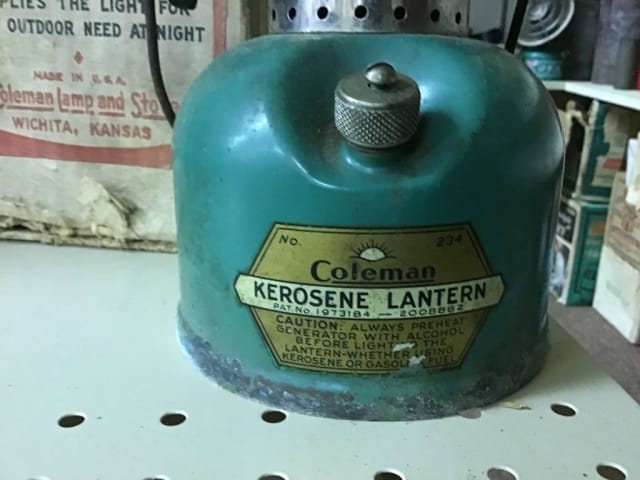 PLIES THE LIGHT FOR
OUTDOOR NEED AT NIGHT
MADE IN U.S.A.
Coleman Lamp and Sto
WICHITA, KANSAS
No. 234
Coleman
KEROSENE LANTERN
PAT. No. 1973184 — 2008862
CAUTION: ALWAYS PREHEAT
GENERATOR WITH ALCOHOL
BEFORE LIGHTING THE
LANTERN-WHETHER USING
KEROSENE OR GASOLINE FUEL